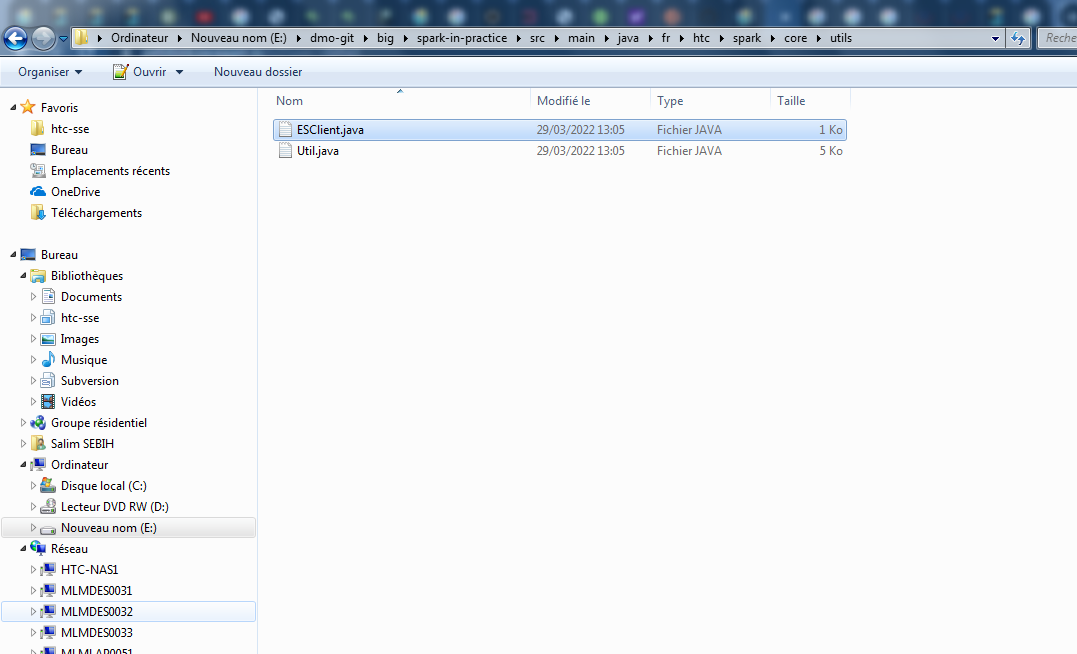 Ordinateur Nouveau nom (E:) dmo-git big spark-in-practice src main java fr htc spark core utils Reche
Organiser Ouvrir Nouveau dossier
Favoris
htc-sse
Bureau
Emplacements récents
OneDrive
Téléchargements
Bureau
Bibliothèques
Documents
htc-sse
Images
Musique
Subversion
Vidéos
Groupe résidentiel
Salim SEBIH
Ordinateur
Disque local (C:)
Lecteur DVD RW (D:)
Nouveau nom (E:)
Réseau
HTC-NAS1
MLMDES0031
MLMDES0032
MLMDES0033
MLMLAP0051
Nom Modifié le Type Taille
ESClient.java 29/03/2022 13:05 Fichier JAVA 1 Ko
Util.java 29/03/2022 13:05 Fichier JAVA 5 Ko